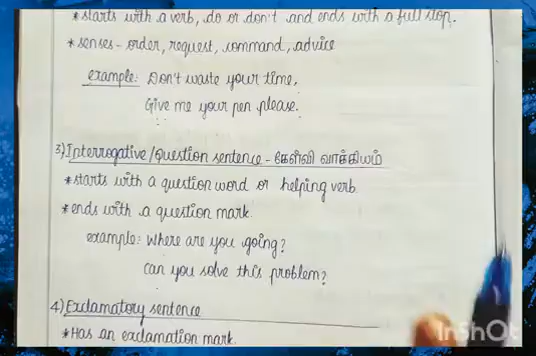 *starts with a verb, do or don't and ends with a full stop.
*senses - order, request, command, advice
example: Don't waste your time.
Give me your pen please.
3) Interrogative/Question sentence - கேள்வி வாக்கியம்
*starts with a question word or helping verb
*ends with a question mark.
example: Where are you going?
can you solve this problem?
4) Exclamatory sentence
*Has an exclamation mark.
InShOt